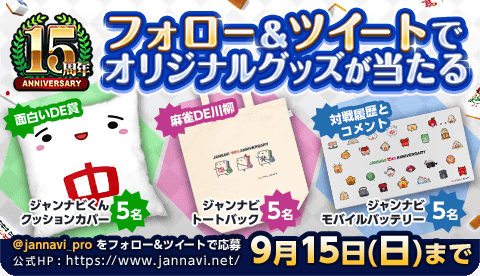 15周年
ANNIVERSARY
フォロー&ツイートで
オリジナルグッズが当たる
面白いDE賞
中
ジャンナビくん
クッションカバー
5名
麻雀DE川柳
JANNAVI 15th ANNIVERSARY
ジャンナビ
トートバック
5名
対戦履歴と
コメント
JANNAVI 15th ANNIVERSARY
ジャンナビ
モバイルバッテリー
5名
@jannavi_pro をフォロー&ツイートで応募
公式HP：https://www.jannavi.net/
9月15日(日)まで